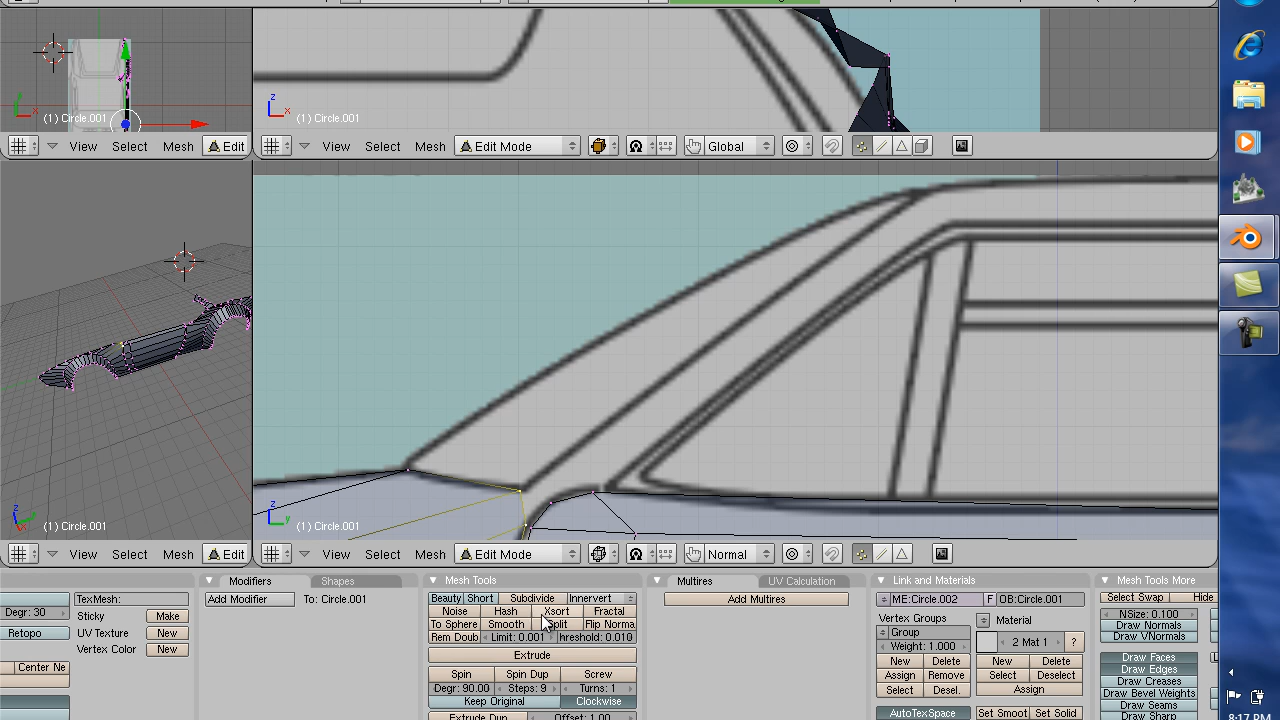 (1) Circle.001
(1) Circle.001
View Select Mesh Edit
View Select Mesh Edit Mode Global
(1) Circle.001
(1) Circle.001
View Select Mesh Edit
View Select Mesh Edit Mode Normal
Modifiers Shapes
Mesh Tools
Multires UV Calculation
Link and Materials
Mesh Tools More
Degr: 30
Retopo
Center Ne
TexMesh:
Sticky Make
UV Texture New
Vertex Color New
Add Modifier To: Circle.001
Beauty Short Subdivide Innervert
Noise Hash Xsort Fractal
To Sphere Smooth Split Flip Norma
Rem Doub Limit: 0.001 hreshold: 0.010
Extrude
Spin Spin Dup Screw
Degr: 90.00 Steps: 9 Turns: 1
Keep Original Clockwise
Extrude Dup Offset: 1.00
Add Multires
ME:Circle.002 F OB:Circle.001
Vertex Groups
Group
Weight: 1.000
New Delete
Assign Remove
Select Desel.
AutoTexSpace
Material
2 Mat 1 ?
New Delete
Select Deselect
Assign
Set Smoot Set Solid
Select Swap Hide
NSize: 0.100
Draw Normals
Draw VNormals
Draw Faces
Draw Edges
Draw Creases
Draw Bevel Weights
Draw Seams
Draw Sharp
8:17 PM
z
x
y
x
z
y
z
y